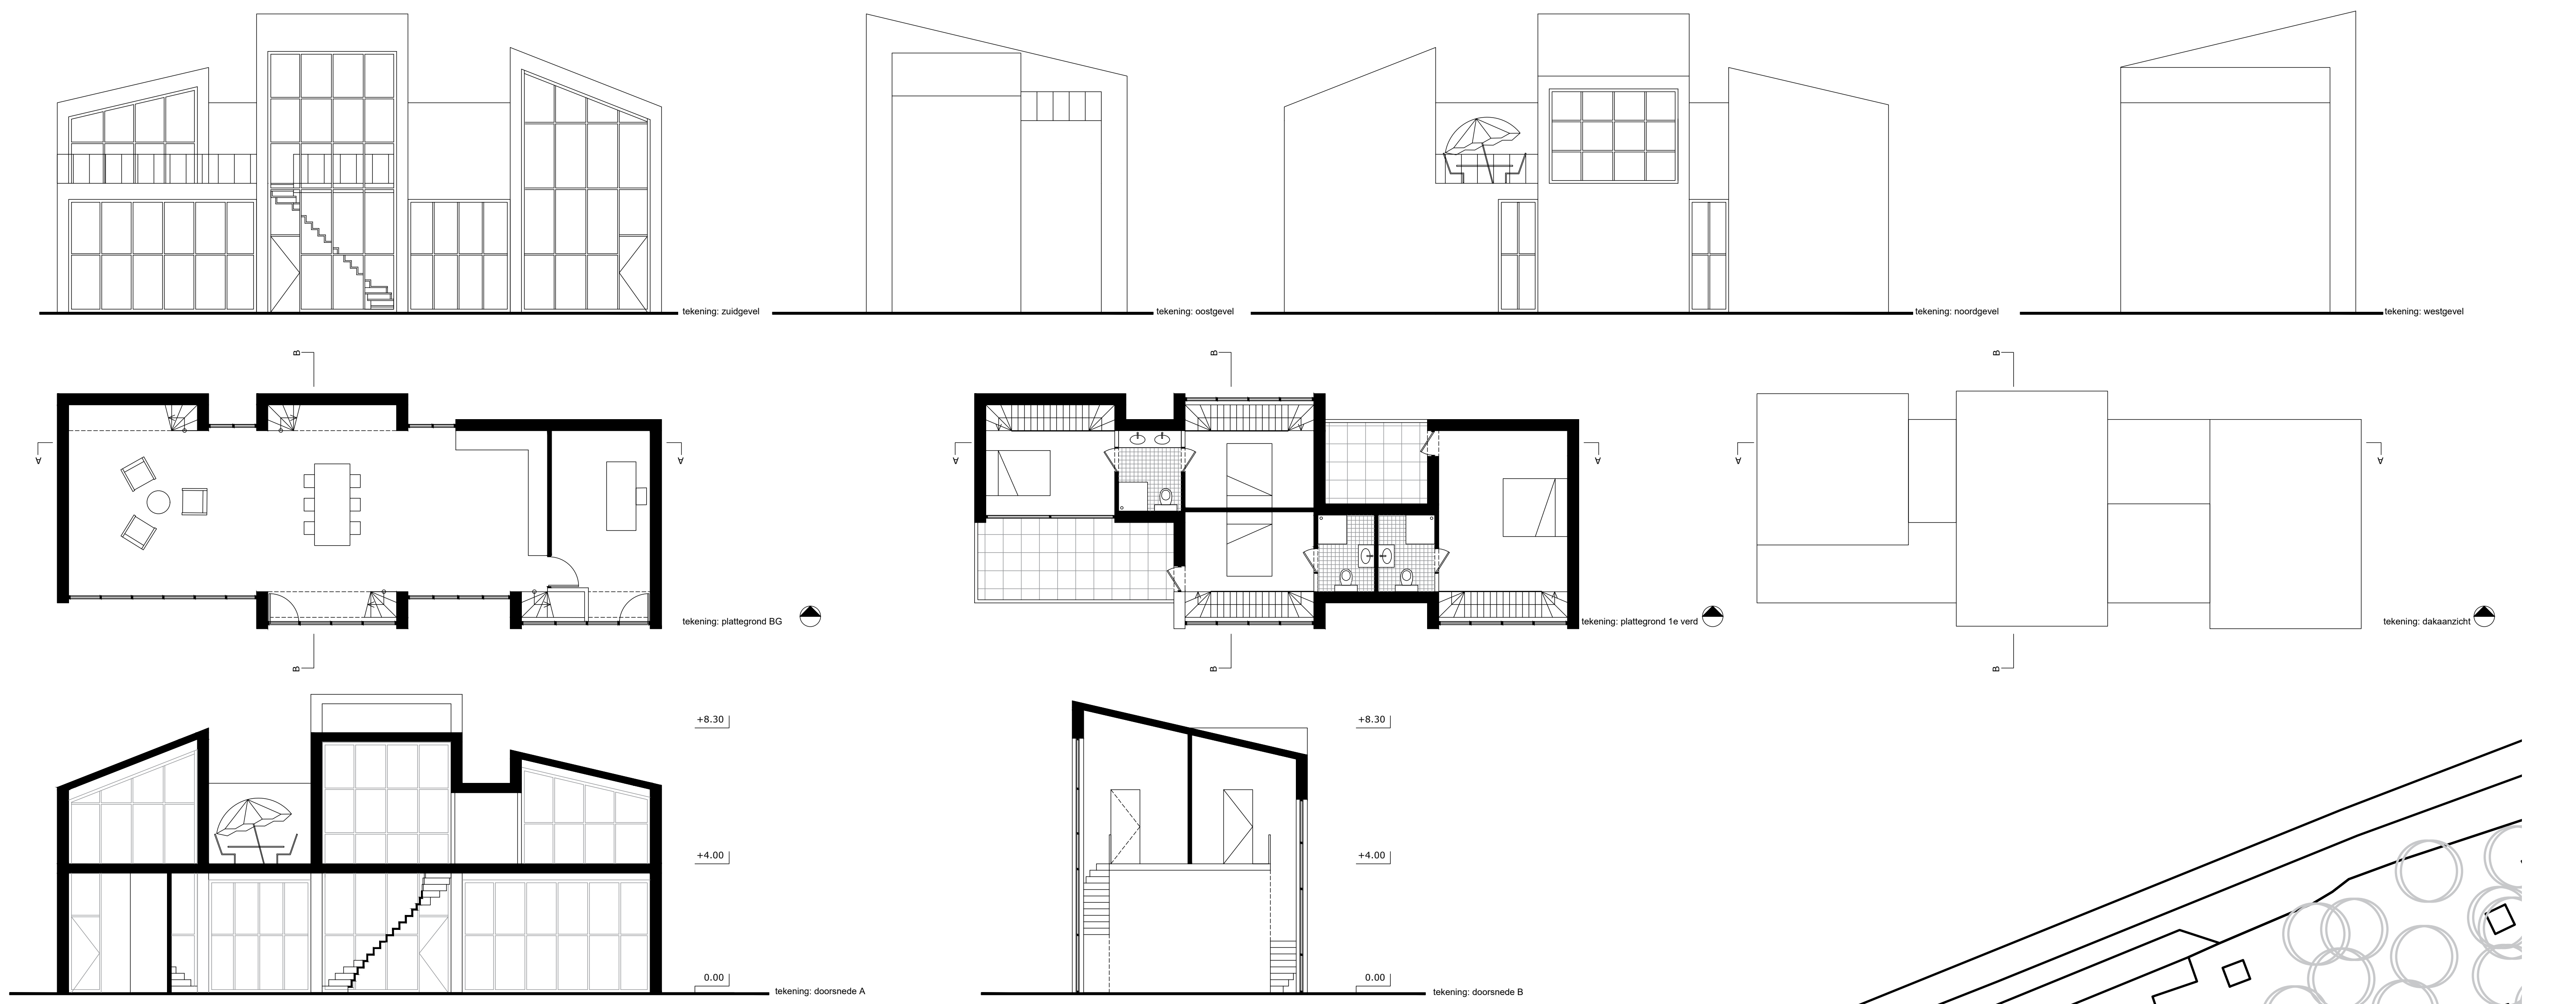 tekening: zuidgevel
tekening: oostgevel
tekening: noordgevel
tekening: westgevel
B
B
B
A
A
A
A
A
A
tekening: plattegrond BG
tekening: plattegrond 1e verd
tekening: dakaanzicht
B
B
B
+8.30
+8.30
+4.00
+4.00
0.00
0.00
tekening: doorsnede A
tekening: doorsnede B